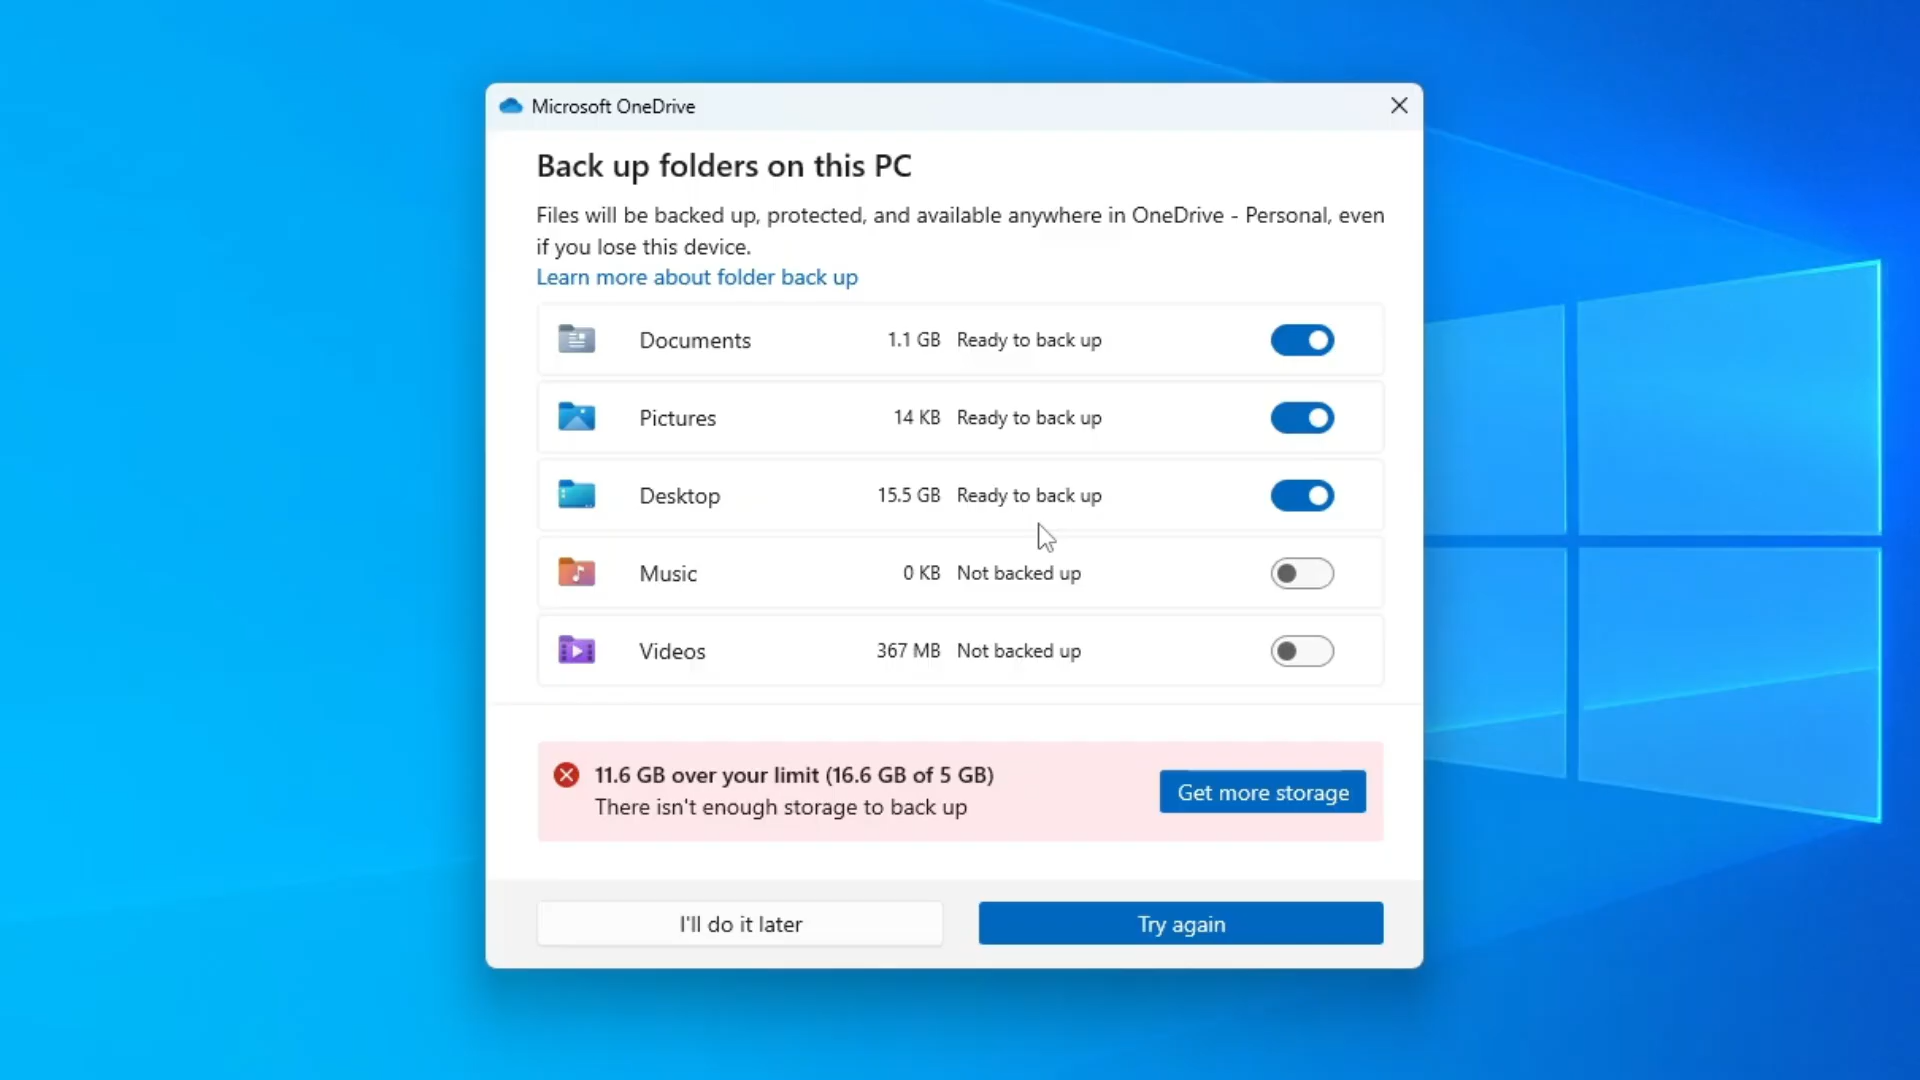 Microsoft OneDrive
Back up folders on this PC
Files will be backed up, protected, and available anywhere in OneDrive - Personal, even
if you lose this device.
Learn more about folder back up
Documents 1.1 GB Ready to back up
Pictures 14 KB Ready to back up
Desktop 15.5 GB Ready to back up
Music 0 KB Not backed up
Videos 367 MB Not backed up
11.6 GB over your limit (16.6 GB of 5 GB)
There isn't enough storage to back up
Get more storage
I'll do it later
Try again